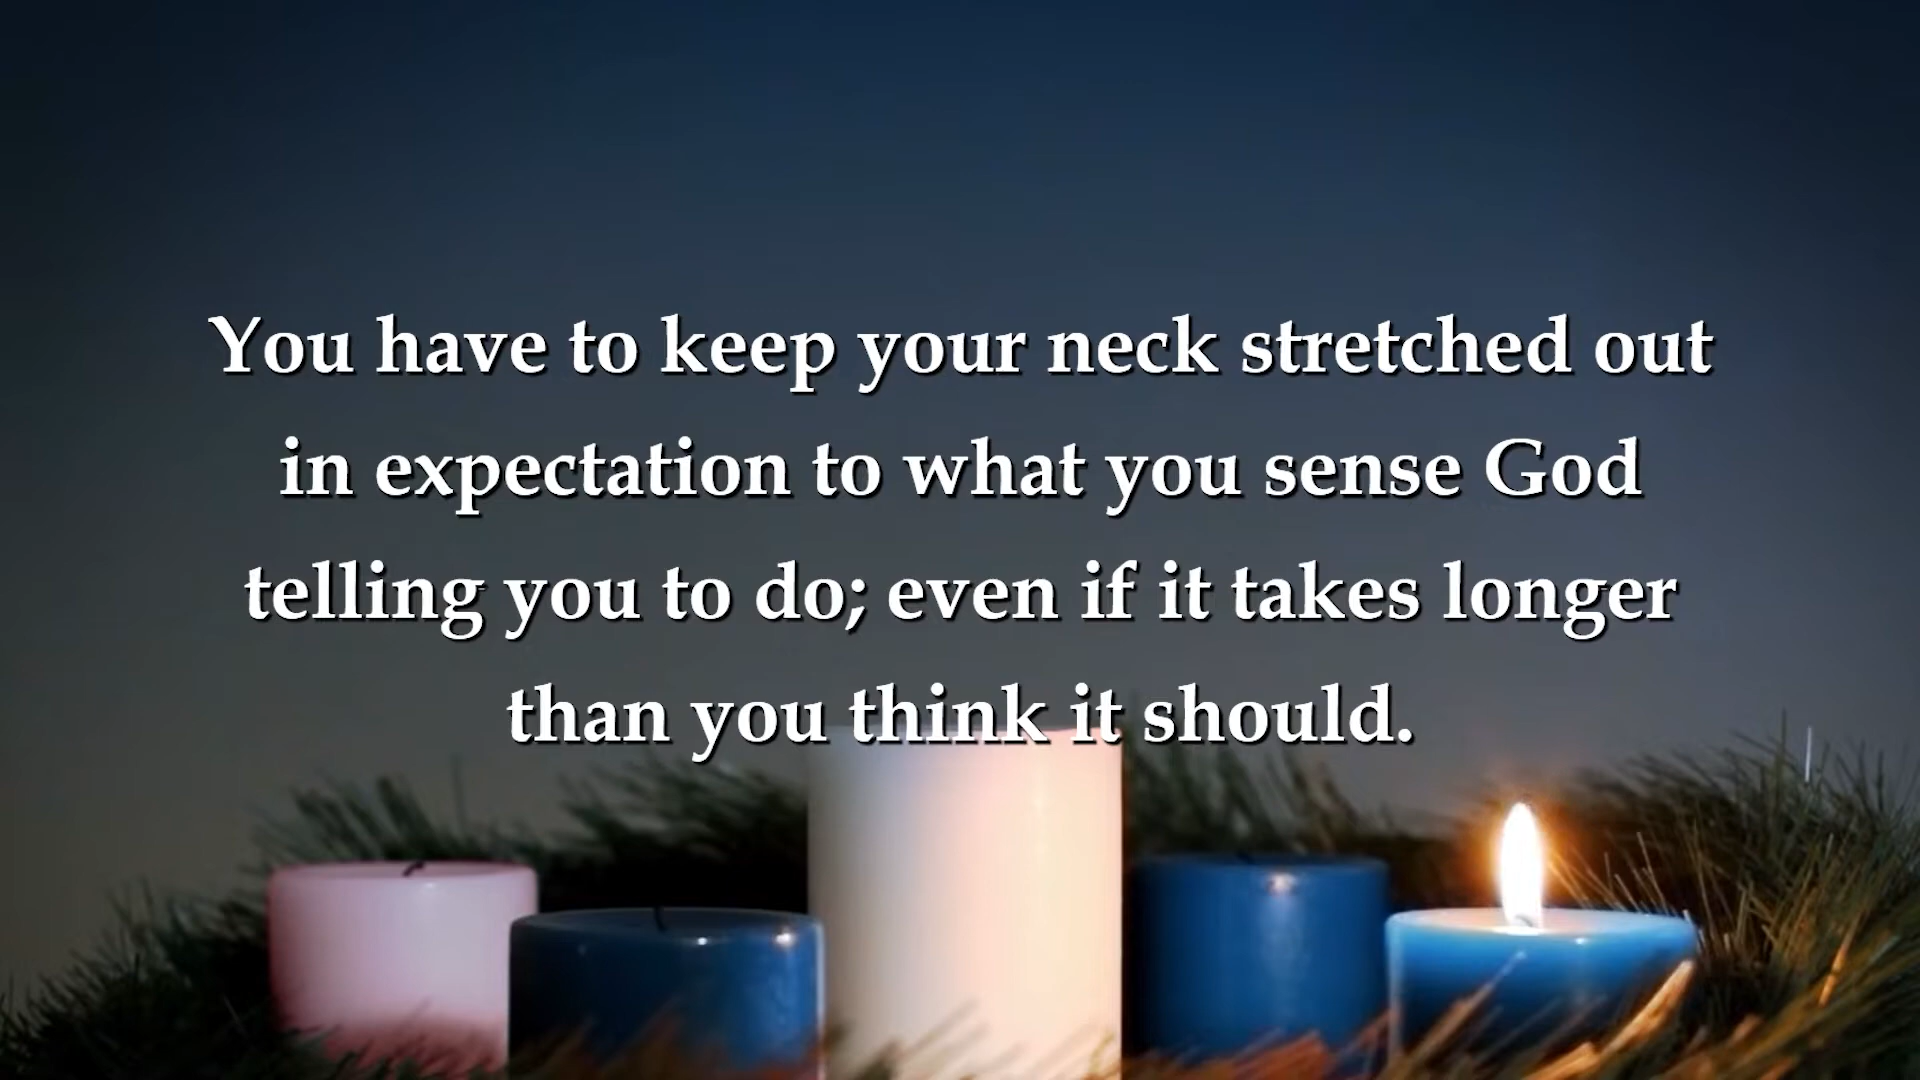 You have to keep your neck stretched out
in expectation to what you sense God
telling you to do; even if it takes longer
than you think it should.